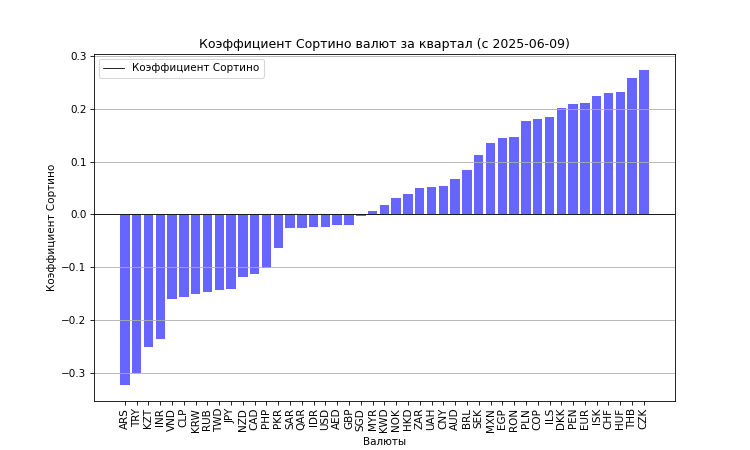 Коэффициент Сортино валют за квартал (с 2025-06-09)
Коэффициент Сортино
Коэффициент Сортино
0.3
0.2
0.1
0.0
−0.1
−0.2
−0.3
ARS TRY KZT INR VND CLP KRW RUB TWD JPY NZD CAD PHP PKR SAR QAR IDR USD AED GBP SGD MYR KWD NOK HKD ZAR UAH CNY AUD BRL SEK MXN EGP RON PLN COP ILS DKK PEN EUR ISK CHF HUF THB CZK
Валюты